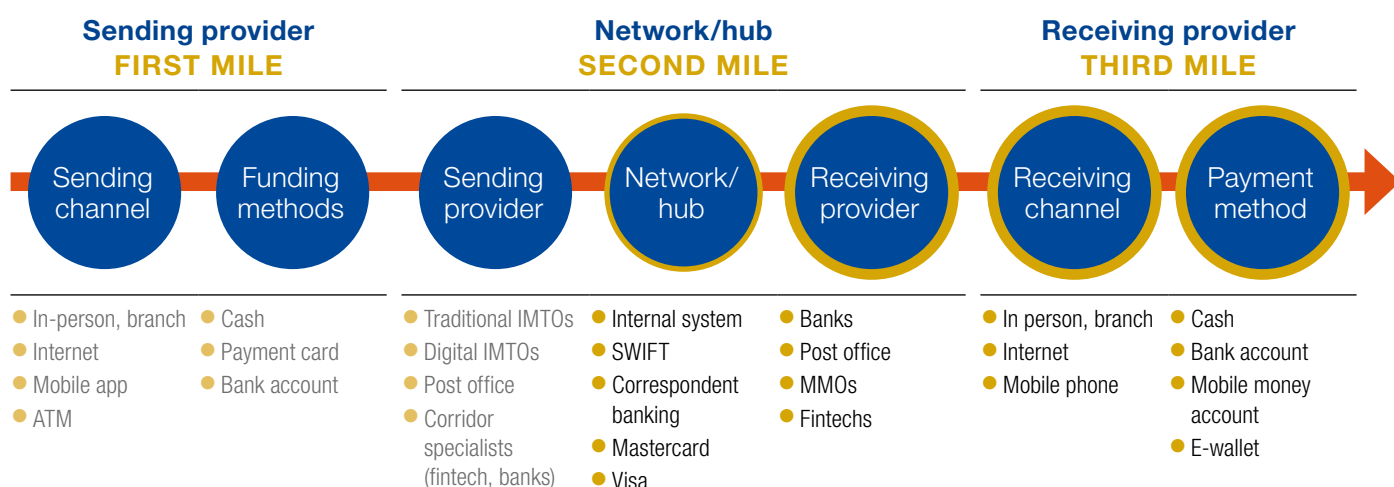 Sending provider
FIRST MILE
Network/hub
SECOND MILE
Receiving provider
THIRD MILE
Sending
channel
Funding
methods
Sending
provider
Network/
hub
Receiving
provider
Receiving
channel
Payment
method
In-person, branch
Internet
Mobile app
ATM
Cash
Payment card
Bank account
Traditional IMTOs
Digital IMTOs
Post office
Corridor
specialists
(fintech, banks)
Internal system
SWIFT
Correspondent
banking
Mastercard
Visa
Banks
Post office
MMOs
Fintechs
In person, branch
Internet
Mobile phone
Cash
Bank account
Mobile money
account
E-wallet